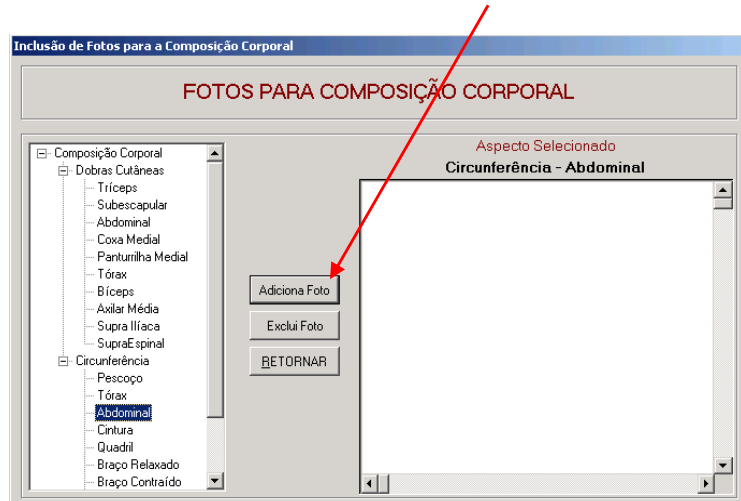 Inclusão de Fotos para a Composição Corporal
FOTOS PARA COMPOSIÇÃO CORPORAL
Composição Corporal
Dobras Cutâneas
Tríceps
Subescapular
Abdominal
Coxa Medial
Panturrilha Medial
Tórax
Bíceps
Axilar Média
Supra Ilíaca
SupraEspinal
Circunferência
Pescoço
Tórax
Abdominal
Cintura
Quadril
Braço Relaxado
Braço Contraído
Adiciona Foto
Exclui Foto
RETORNAR
Aspecto Selecionado
Circunferência - Abdominal